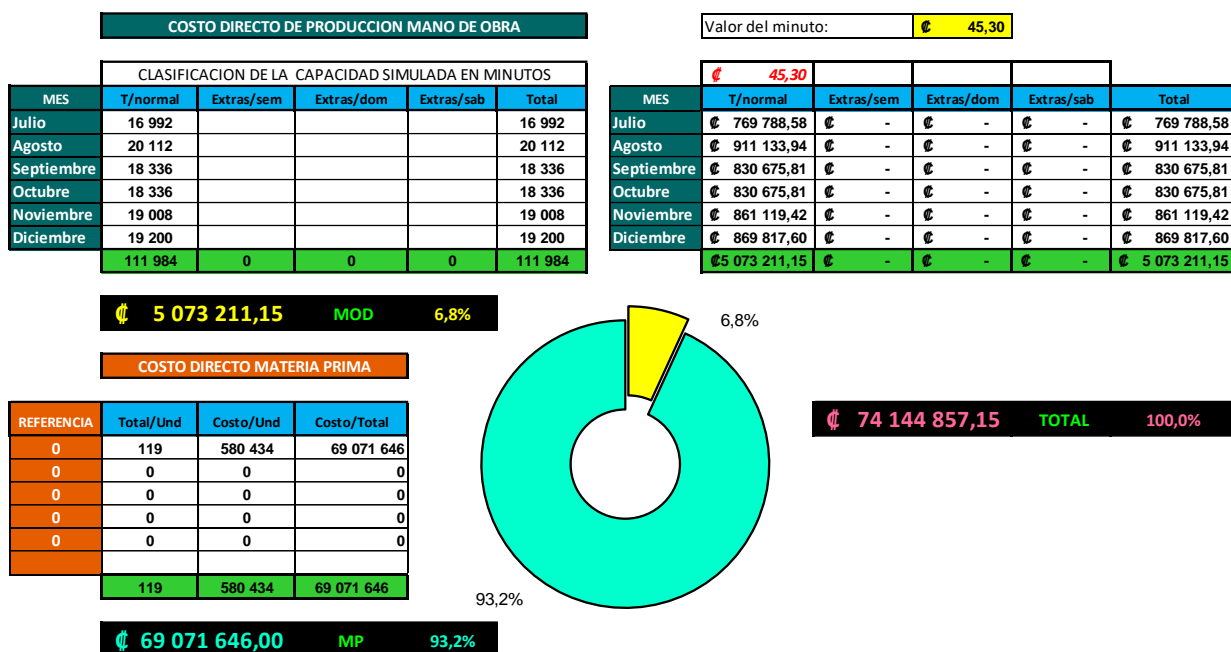 COSTO DIRECTO DE PRODUCCION MANO DE OBRA
Valor del minuto: ₡ 45,30
CLASIFICACION DE LA CAPACIDAD SIMULADA EN MINUTOS
MES T/normal Extras/sem Extras/dom Extras/sab Total
Julio 16 992 16 992
Agosto 20 112 20 112
Septiembre 18 336 18 336
Octubre 18 336 18 336
Noviembre 19 008 19 008
Diciembre 19 200 19 200
111 984 0 0 0 111 984
₡ 45,30
MES T/normal Extras/sem Extras/dom Extras/sab Total
Julio ₡ 769 788,58 ₡ - ₡ - ₡ - ₡ 769 788,58
Agosto ₡ 911 133,94 ₡ - ₡ - ₡ - ₡ 911 133,94
Septiembre ₡ 830 675,81 ₡ - ₡ - ₡ - ₡ 830 675,81
Octubre ₡ 830 675,81 ₡ - ₡ - ₡ - ₡ 830 675,81
Noviembre ₡ 861 119,42 ₡ - ₡ - ₡ - ₡ 861 119,42
Diciembre ₡ 869 817,60 ₡ - ₡ - ₡ - ₡ 869 817,60
₡5 073 211,15 ₡ - ₡ - ₡ - ₡ 5 073 211,15
₡ 5 073 211,15 MOD 6,8%
6,8%
COSTO DIRECTO MATERIA PRIMA
REFERENCIA Total/Und Costo/Und Costo/Total
0 119 580 434 69 071 646
0 0 0 0
0 0 0 0
0 0 0 0
0 0 0 0
119 580 434 69 071 646
93,2%
₡ 69 071 646,00 MP 93,2%
₡ 74 144 857,15 TOTAL 100,0%